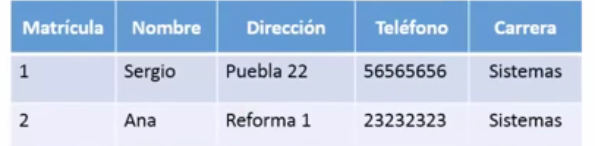 Matrícula Nombre Dirección Teléfono Carrera
1 Sergio Puebla 22 56565656 Sistemas
2 Ana Reforma 1 23232323 Sistemas